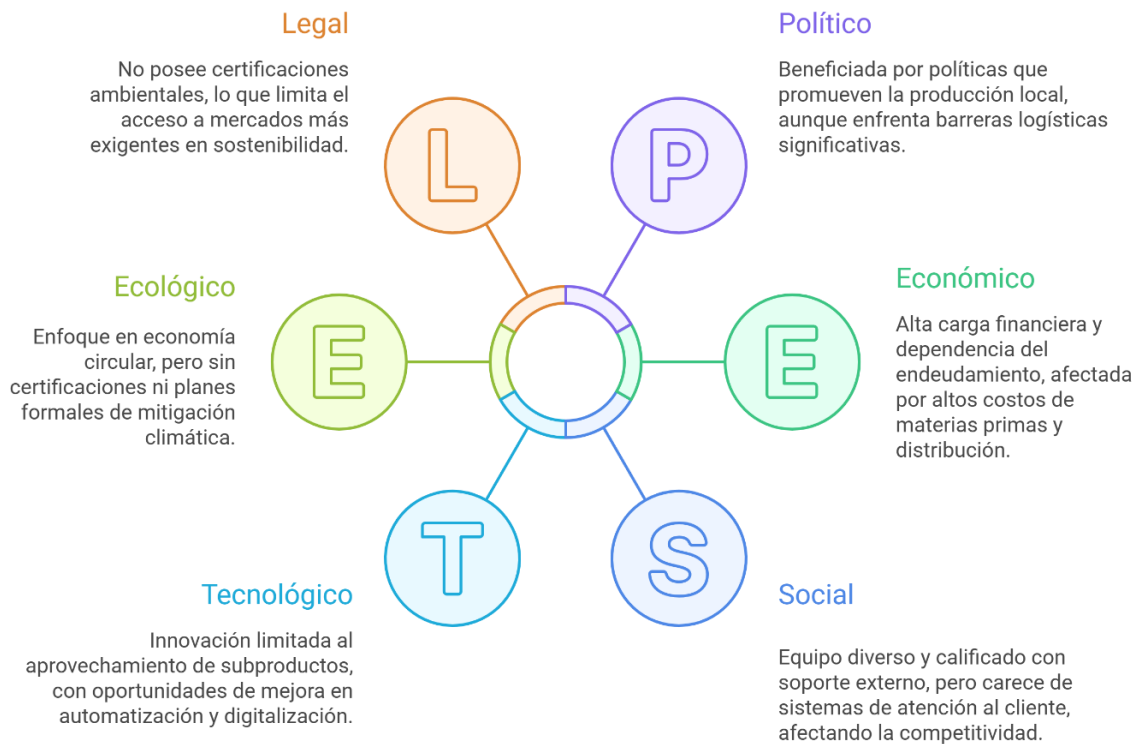 Legal
No posee certificaciones
ambientales, lo que limita el
acceso a mercados más
exigentes en sostenibilidad.
L
Político
Beneficiada por políticas que
promueven la producción local,
aunque enfrenta barreras logísticas
significativas.
P
Ecológico
Enfoque en economía
circular, pero sin
certificaciones ni planes
formales de mitigación
climática.
E
Económico
Alta carga financiera y
dependencia del
endeudamiento, afectada
por altos costos de
materias primas y
distribución.
E
Tecnológico
Innovación limitada al
aprovechamiento de subproductos,
con oportunidades de mejora en
automatización y digitalización.
T
Social
Equipo diverso y calificado con
soporte externo, pero carece de
sistemas de atención al cliente,
afectando la competitividad.
S